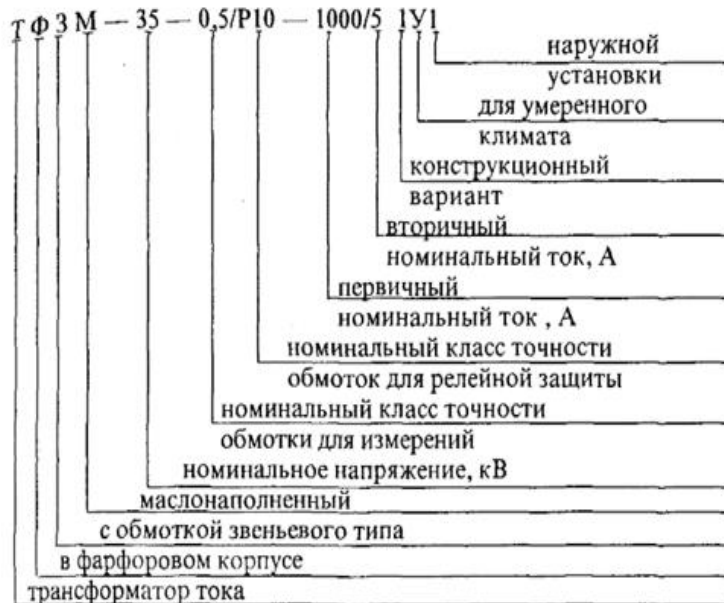 Т Ф З М — 35 — 0,5/Р10 — 1000/5 1У1
наружной
установки
для умеренного
климата
конструкционный
вариант
вторичный
номинальный ток, А
первичный
номинальный ток , А
номинальный класс точности
обмоток для релейной защиты
номинальный класс точности
обмотки для измерений
номинальное напряжение, кВ
маслонаполненный
с обмоткой звеньевого типа
в фарфоровом корпусе
трансформатор тока